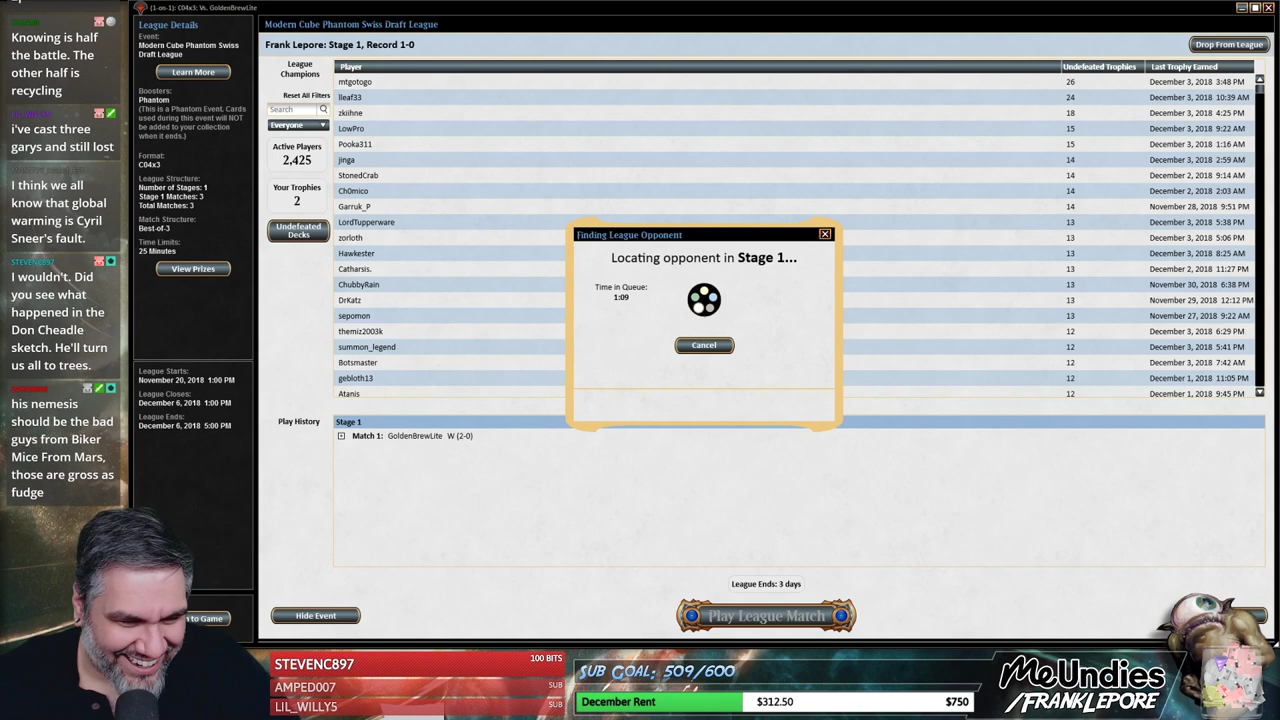 Knowing is half
the battle. The
other half is
recycling
LIL_WILLY5
I've cast three
garys and still lost
I think we all
know that global
warming is Cyril
Sneer's fault.
STEVENC897
I wouldn't. Did
you see what
happened in the
Don Cheadle
sketch. He'll turn
us all to trees.
his nemesis
should be the bad
guys from Biker
Mice From Mars,
those are gross as
fudge
(1-on-1): C04x3: Vs. GoldenBrewLite
League Details
Event:
Modern Cube Phantom Swiss
Draft League
Learn More
Boosters:
Phantom
(This is a Phantom Event. Cards
used during this event will NOT
be added to your collection
when it ends.)
Format:
C04x3
League Structure:
Number of Stages: 1
Stage 1 Matches: 3
Total Matches: 3
Match Structure:
Best-of-3
Time Limits:
25 Minutes
View Prizes
League Starts:
November 20, 2018 1:00 PM
League Closes:
December 6, 2018 1:00 PM
League Ends:
December 6, 2018 5:00 PM
to Game
Modern Cube Phantom Swiss Draft League
Frank Lepore: Stage 1, Record 1-0
Drop From League
League
Champions
Reset All Filters
Search
Everyone
Active Players
2,425
Your Trophies
2
Undefeated
Decks
Player Undefeated Trophies Last Trophy Earned
mtgotogo 26 December 3, 3:48 PM
lleaf33 24 December 3, 10:39 AM
zkiihne 18 December 3, 4:25 PM
LowPro 15 December 3, 9:22 AM
Pooka311 15 December 3, 1:16 AM
jinga 14 December 3, 2:59 AM
StonedCrab 14 December 2, 9:14 AM
Ch0mico 14 December 2, 2:03 AM
Garruk_P 14 November 28, 9:51 PM
LordTupperware 13 December 3, 5:38 PM
zorloth 13 December 3, 5:06 PM
Hawkester 13 December 3, 8:25 AM
Catharsis. 13 December 2, 11:27 PM
ChubbyRain 13 November 30, 6:38 PM
DrKatz 13 November 29, 2018 12:12 PM
sepomon 13 November 27, 2018 9:22 AM
themiz2003k 12 December 3, 6:29 PM
summon_legend 12 December 3, 5:41 PM
Botsmaster 12 December 3, 7:42 AM
gebloth13 12 December 1, 11:05 PM
Atanis 12 December 1, 9:45 PM
Finding League Opponent
Locating opponent in Stage 1...
Time in Queue:
1:09
Cancel
Play History
Stage 1
Match 1: GoldenBrewLite W (2-0)
League Ends: 3 days
Hide Event
Play League Match
STEVENC897 100 BITS
AMPED007 SUB
LIL_WILLY5 SUB
SUB GOAL: 509/600
December Rent $312.50 $750
MeUndies
/FRANKLEPORE